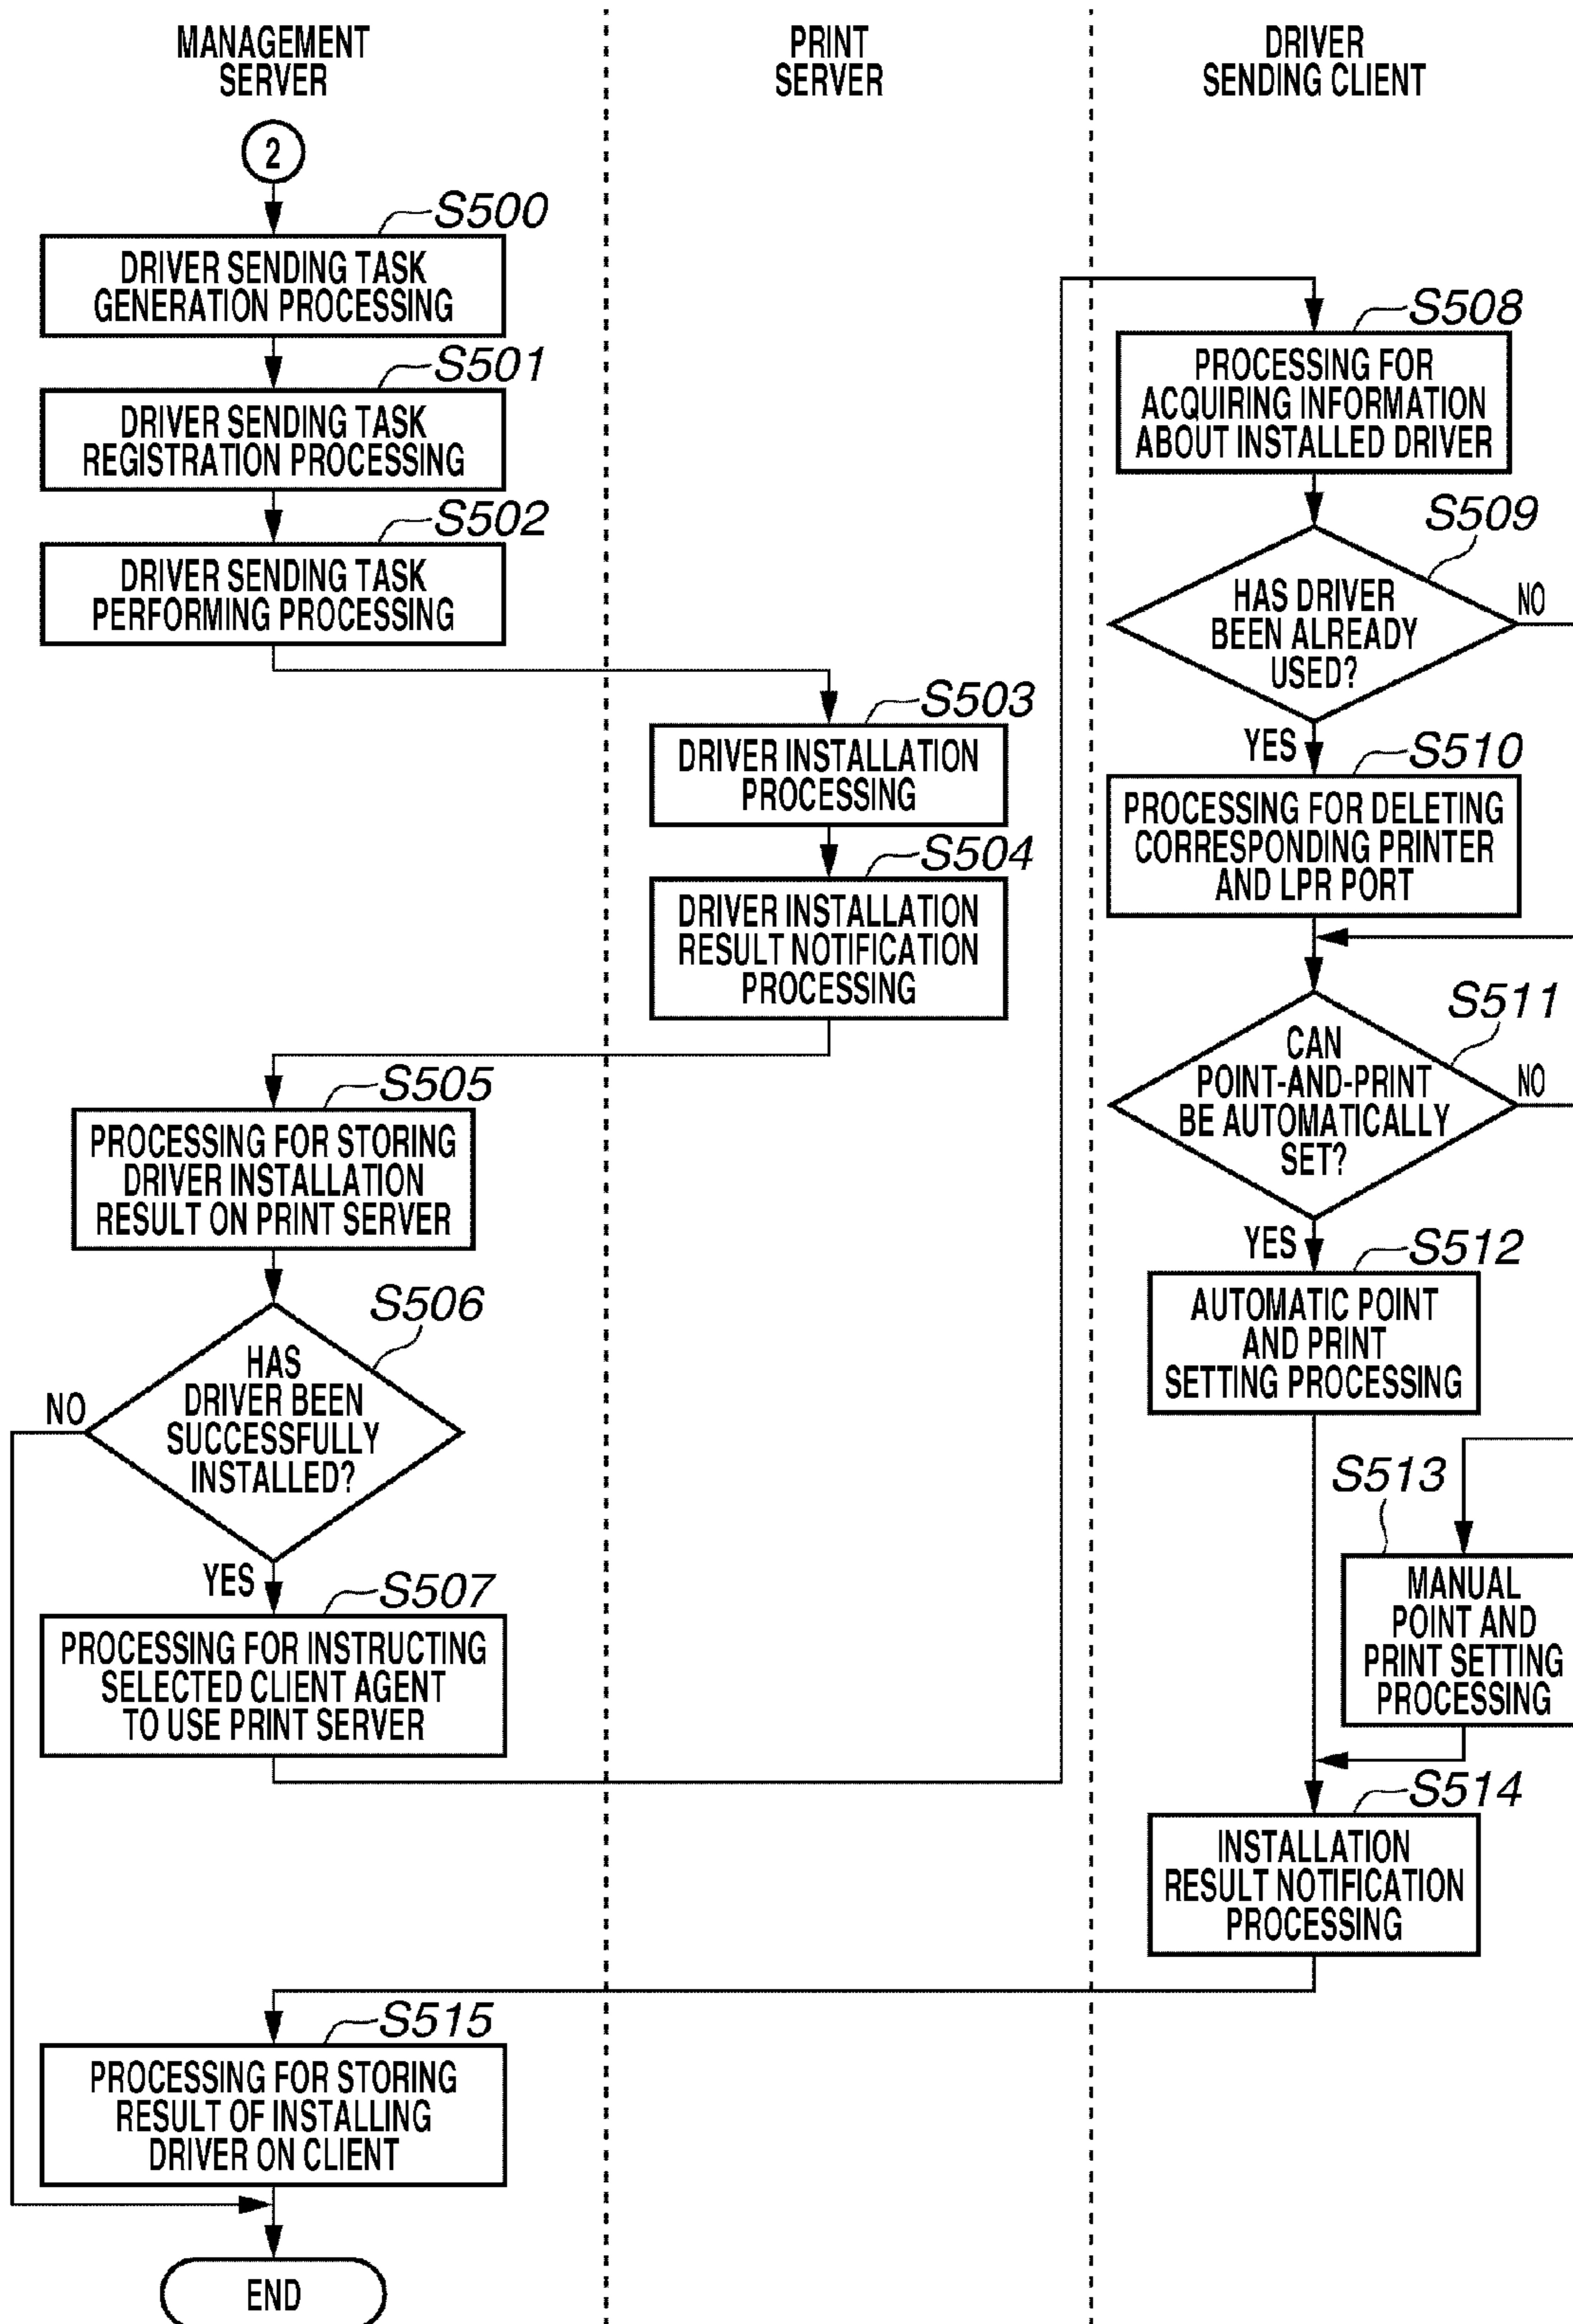 MANAGEMENT
SERVER
PRINT
SERVER
DRIVER
SENDING CLIENT
2
S500
DRIVER SENDING TASK
GENERATION PROCESSING
S501
DRIVER SENDING TASK
REGISTRATION PROCESSING
S502
DRIVER SENDING TASK
PERFORMING PROCESSING
S503
DRIVER INSTALLATION
PROCESSING
S504
DRIVER INSTALLATION
RESULT NOTIFICATION
PROCESSING
S505
PROCESSING FOR STORING
DRIVER INSTALLATION
RESULT ON PRINT SERVER
S506
HAS
DRIVER BEEN
SUCCESSFULLY
INSTALLED?
NO
YES
S507
PROCESSING FOR INSTRUCTING
SELECTED CLIENT AGENT
TO USE PRINT SERVER
S508
PROCESSING FOR
ACQUIRING INFORMATION
ABOUT INSTALLED DRIVER
S509
HAS DRIVER
BEEN ALREADY
USED?
NO
YES
S510
PROCESSING FOR DELETING
CORRESPONDING PRINTER
AND LPR PORT
S511
CAN
POINT-AND-PRINT
BE AUTOMATICALLY
SET?
NO
YES
S512
AUTOMATIC POINT
AND PRINT
SETTING PROCESSING
S513
MANUAL
POINT AND
PRINT SETTING
PROCESSING
S514
INSTALLATION
RESULT NOTIFICATION
PROCESSING
S515
PROCESSING FOR STORING
RESULT OF INSTALLING
DRIVER ON CLIENT
END